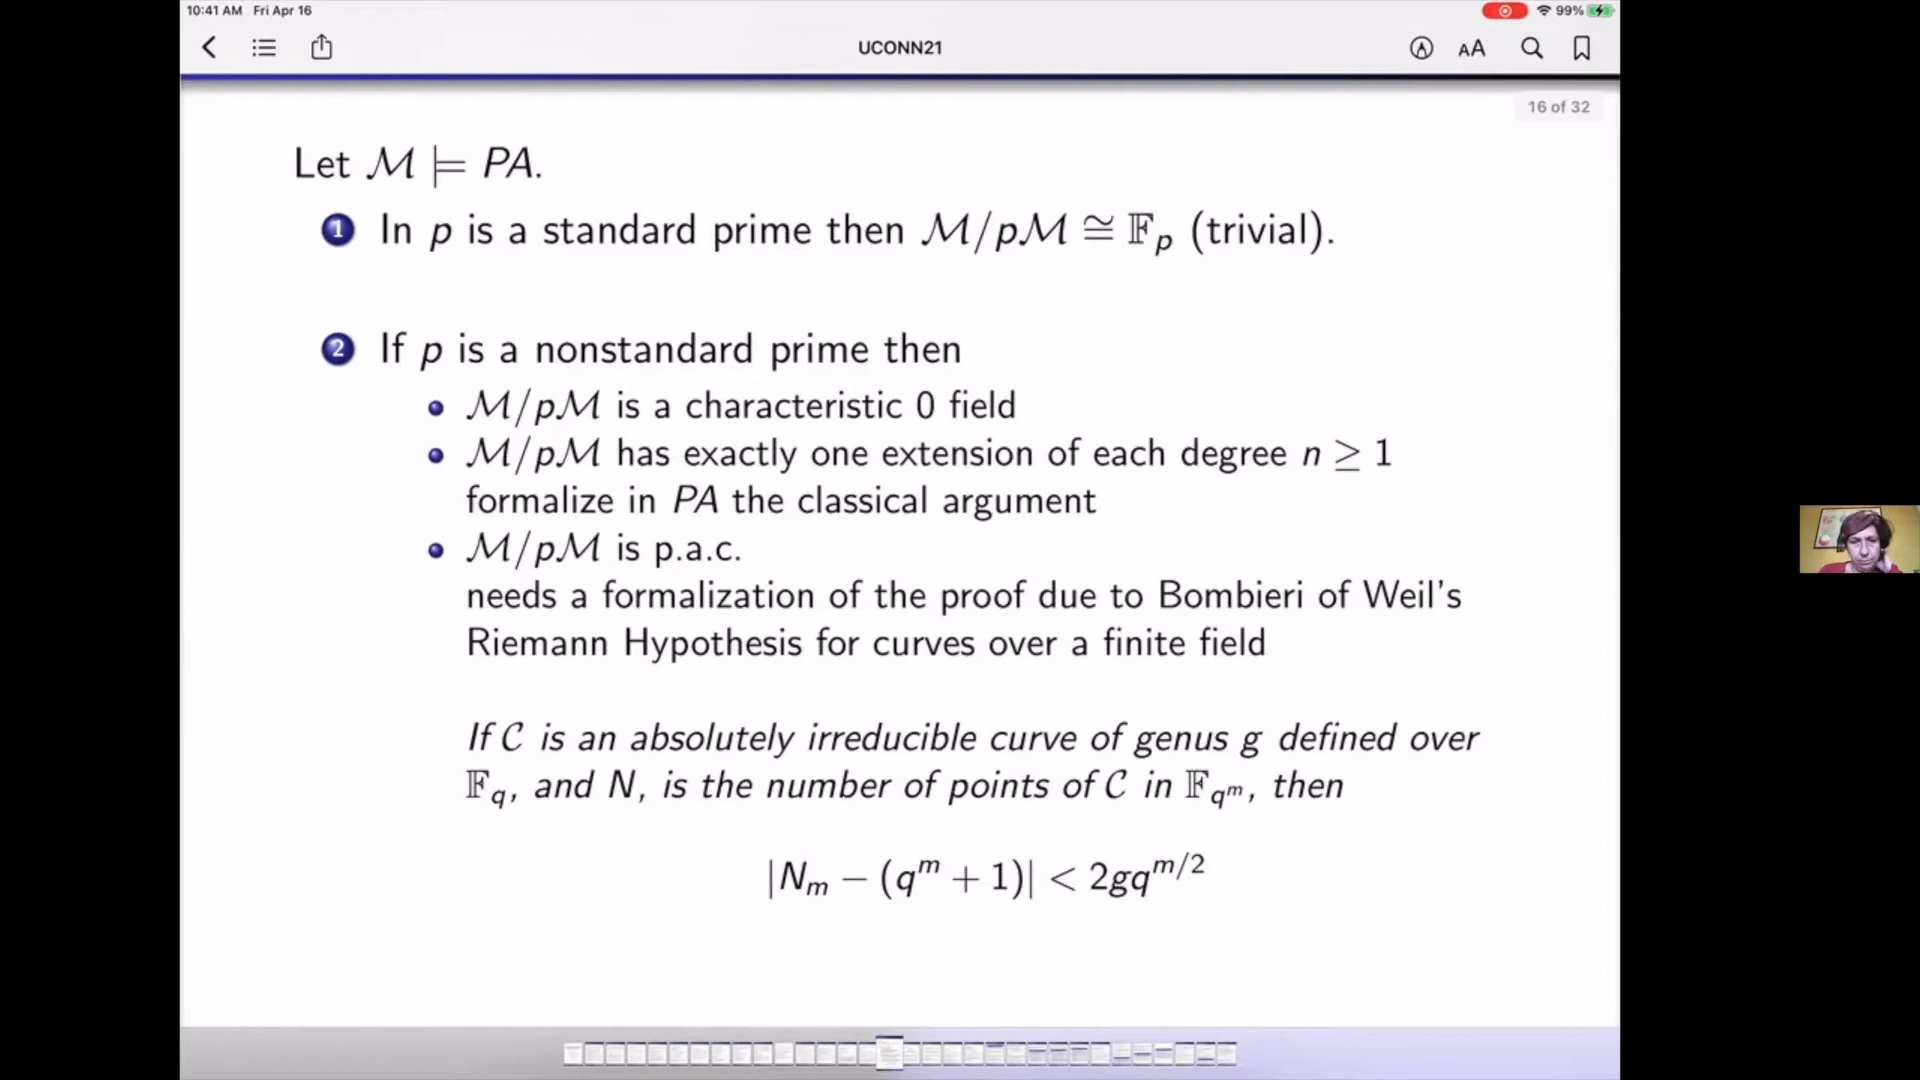 10:41 AM Fri Apr 16
99%
UCONN21
AA
16 of 32
Let ℳ ⊨ PA.
1 In p is a standard prime then ℳ/pℳ ≅ 𝔽_p (trivial).
2 If p is a nonstandard prime then
• ℳ/pℳ is a characteristic 0 field
• ℳ/pℳ has exactly one extension of each degree n ≥ 1
formalize in PA the classical argument
• ℳ/pℳ is p.a.c.
needs a formalization of the proof due to Bombieri of Weil's
Riemann Hypothesis for curves over a finite field
If 𝒞 is an absolutely irreducible curve of genus g defined over
𝔽_q, and N, is the number of points of 𝒞 in 𝔽_{q^m}, then
|N_m − (q^m + 1)| < 2gq^{m/2}